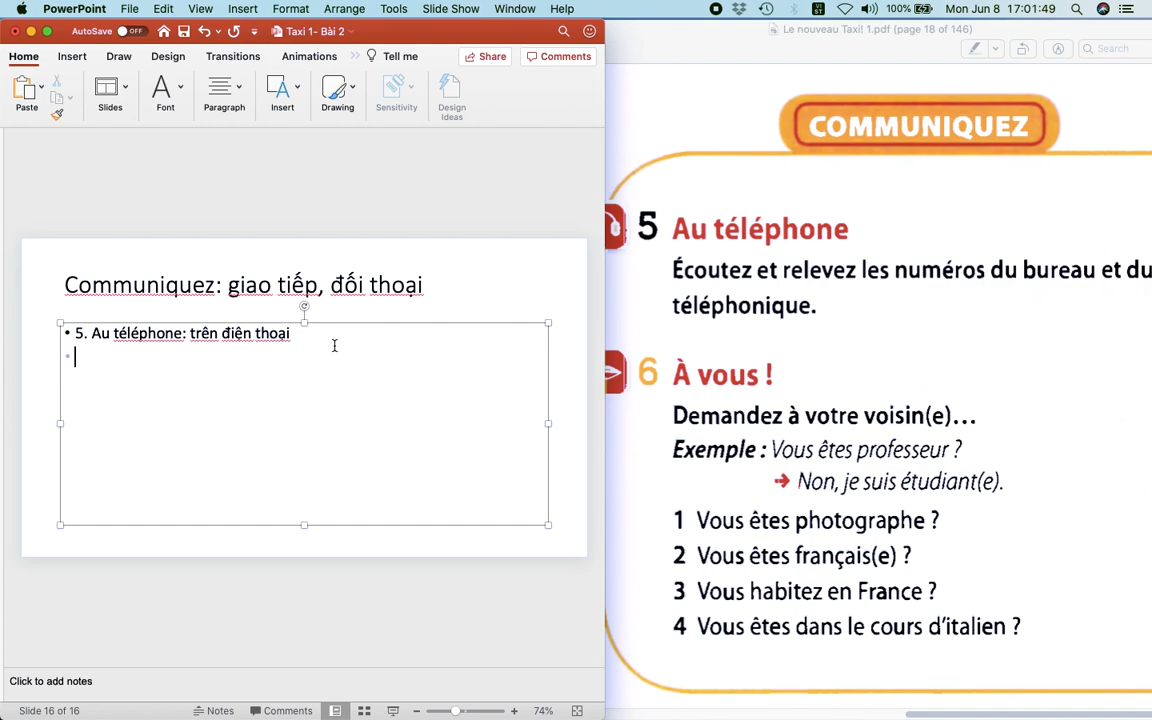 PowerPoint File Edit View Insert Format Arrange Tools Slide Show Window Help 100% Mon Jun 8 17:01:49
AutoSave OFF Taxi 1- Bài 2
Le nouveau Taxi! 1.pdf (page 18 of 146)
Home Insert Draw Design Transitions Animations Tell me Share Comments
Search
Paste Slides Font Paragraph Insert Drawing Sensitivity Design
Ideas
Communiquez: giao tiếp, đối thoại
• 5. Au téléphone: trên điện thoại
Click to add notes
Slide 16 of 16 Notes Comments 74%
COMMUNIQUEZ
5 Au téléphone
Écoutez et relevez les numéros du bureau et du
téléphonique.
6 À vous !
Demandez à votre voisin(e)…
Exemple : Vous êtes professeur ?
➔ Non, je suis étudiant(e).
1 Vous êtes photographe ?
2 Vous êtes français(e) ?
3 Vous habitez en France ?
4 Vous êtes dans le cours d'italien ?